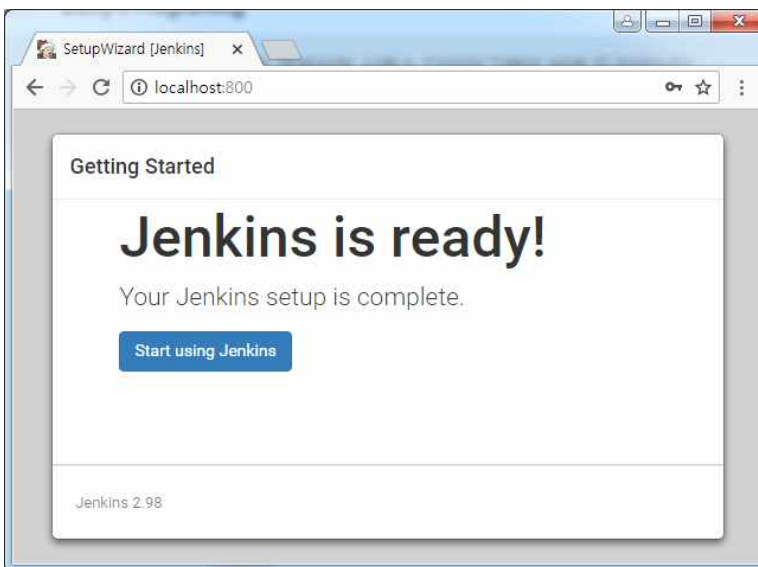 SetupWizard [Jenkins]
localhost:800
Getting Started
Jenkins is ready!
Your Jenkins setup is complete.
Start using Jenkins
Jenkins 2.98